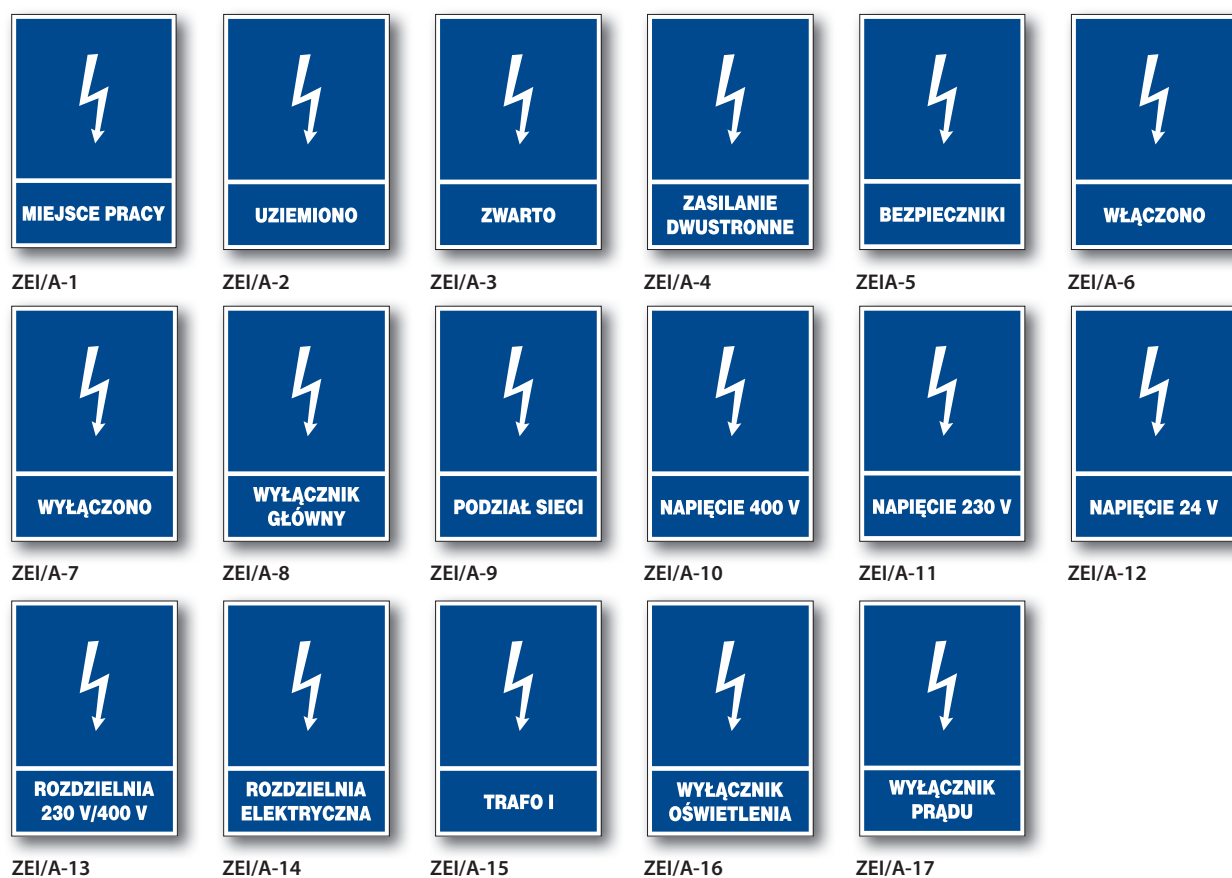 MIEJSCE PRACY
UZIEMIONO
ZWARTO
ZASILANIE
DWUSTRONNE
BEZPIECZNIKI
WŁĄCZONO
ZEI/A-1
ZEI/A-2
ZEI/A-3
ZEI/A-4
ZEIA-5
ZEI/A-6
WYŁĄCZONO
WYŁĄCZNIK
GŁÓWNY
PODZIAŁ SIECI
NAPIĘCIE 400 V
NAPIĘCIE 230 V
NAPIĘCIE 24 V
ZEI/A-7
ZEI/A-8
ZEI/A-9
ZEI/A-10
ZEI/A-11
ZEI/A-12
ROZDZIELNIA
230 V/400 V
ROZDZIELNIA
ELEKTRYCZNA
TRAFO I
WYŁĄCZNIK
OŚWIETLENIA
WYŁĄCZNIK
PRĄDU
ZEI/A-13
ZEI/A-14
ZEI/A-15
ZEI/A-16
ZEI/A-17